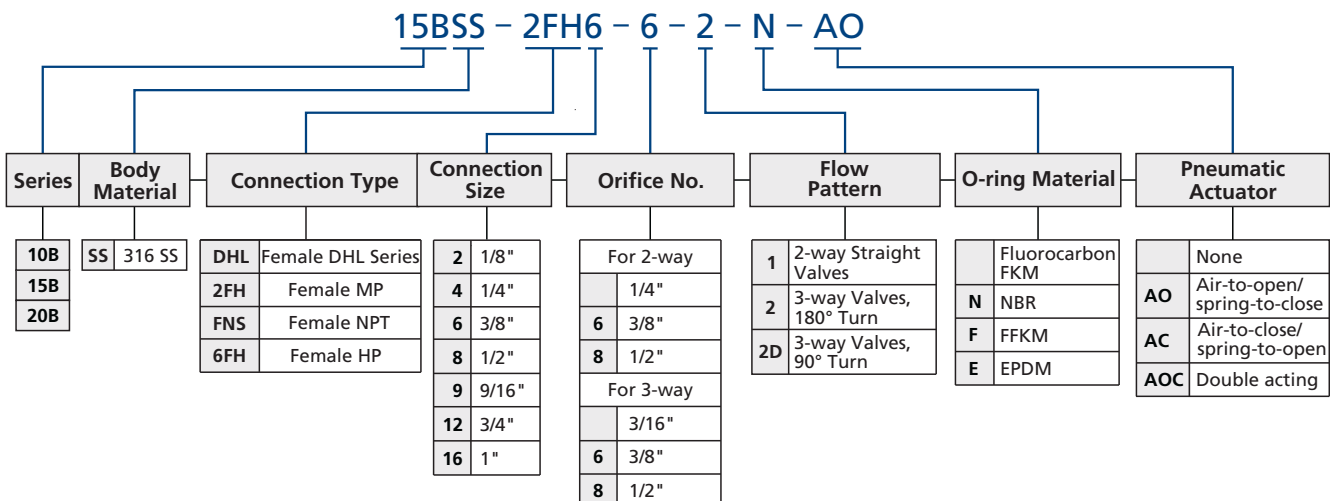 15BSS – 2FH6 – 6 – 2 – N – AO
Series
Body
Material
Connection Type
Connection
Size
Orifice No.
Flow
Pattern
O-ring Material
Pneumatic
Actuator
10B
15B
20B
SS 316 SS
DHL Female DHL Series
2FH Female MP
FNS Female NPT
6FH Female HP
2 1/8"
4 1/4"
6 3/8"
8 1/2"
9 9/16"
12 3/4"
16 1"
For 2-way
1/4"
6 3/8"
8 1/2"
For 3-way
3/16"
6 3/8"
8 1/2"
1 2-way Straight
Valves
2 3-way Valves,
180° Turn
2D 3-way Valves,
90° Turn
Fluorocarbon
FKM
N NBR
F FFKM
E EPDM
None
AO Air-to-open/
spring-to-close
AC Air-to-close/
spring-to-open
AOC Double acting